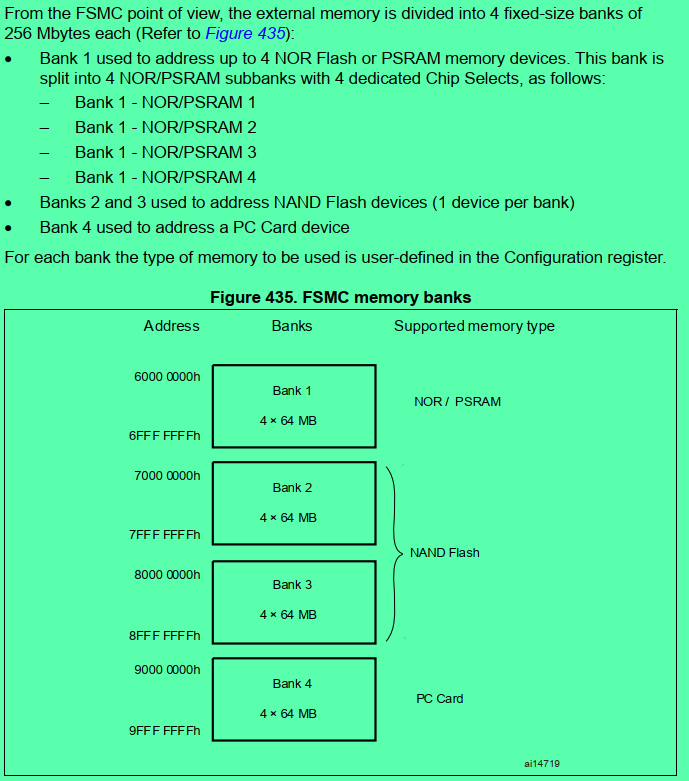 From the FSMC point of view, the external memory is divided into 4 fixed-size banks of
256 Mbytes each (Refer to Figure 435):
• Bank 1 used to address up to 4 NOR Flash or PSRAM memory devices. This bank is
split into 4 NOR/PSRAM subbanks with 4 dedicated Chip Selects, as follows:
– Bank 1 - NOR/PSRAM 1
– Bank 1 - NOR/PSRAM 2
– Bank 1 - NOR/PSRAM 3
– Bank 1 - NOR/PSRAM 4
• Banks 2 and 3 used to address NAND Flash devices (1 device per bank)
• Bank 4 used to address a PC Card device
For each bank the type of memory to be used is user-defined in the Configuration register.
Figure 435. FSMC memory banks
Address Banks Supported memory type
6000 0000h
Bank 1
4 × 64 MB
NOR / PSRAM
6FFF FFFFh
7000 0000h
Bank 2
4 × 64 MB
7FFF FFFFh
NAND Flash
8000 0000h
Bank 3
4 × 64 MB
8FFF FFFFh
9000 0000h
Bank 4
4 × 64 MB
PC Card
9FFF FFFFh
ai14719